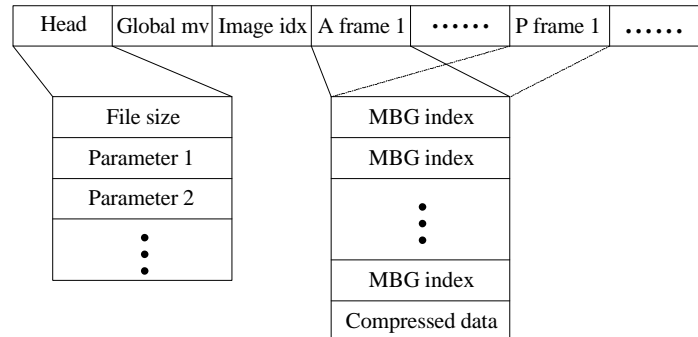 Head Global mv Image idx A frame 1 ...... P frame 1 ......
File size
Parameter 1
Parameter 2
MBG index
MBG index
MBG index
Compressed data